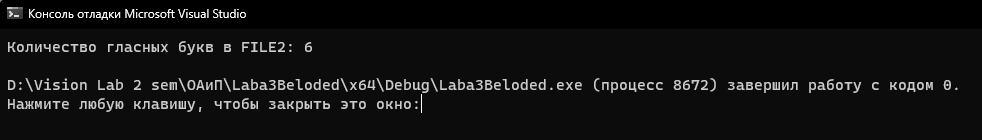 Консоль отладки Microsoft Visual Studio
Количество гласных букв в FILE2: 6
D:\Vision Lab 2 sem\ОАиП\Laba3Beloded\x64\Debug\Laba3Beloded.exe (процесс 8672) завершил работу с кодом 0.
Нажмите любую клавишу, чтобы закрыть это окно: